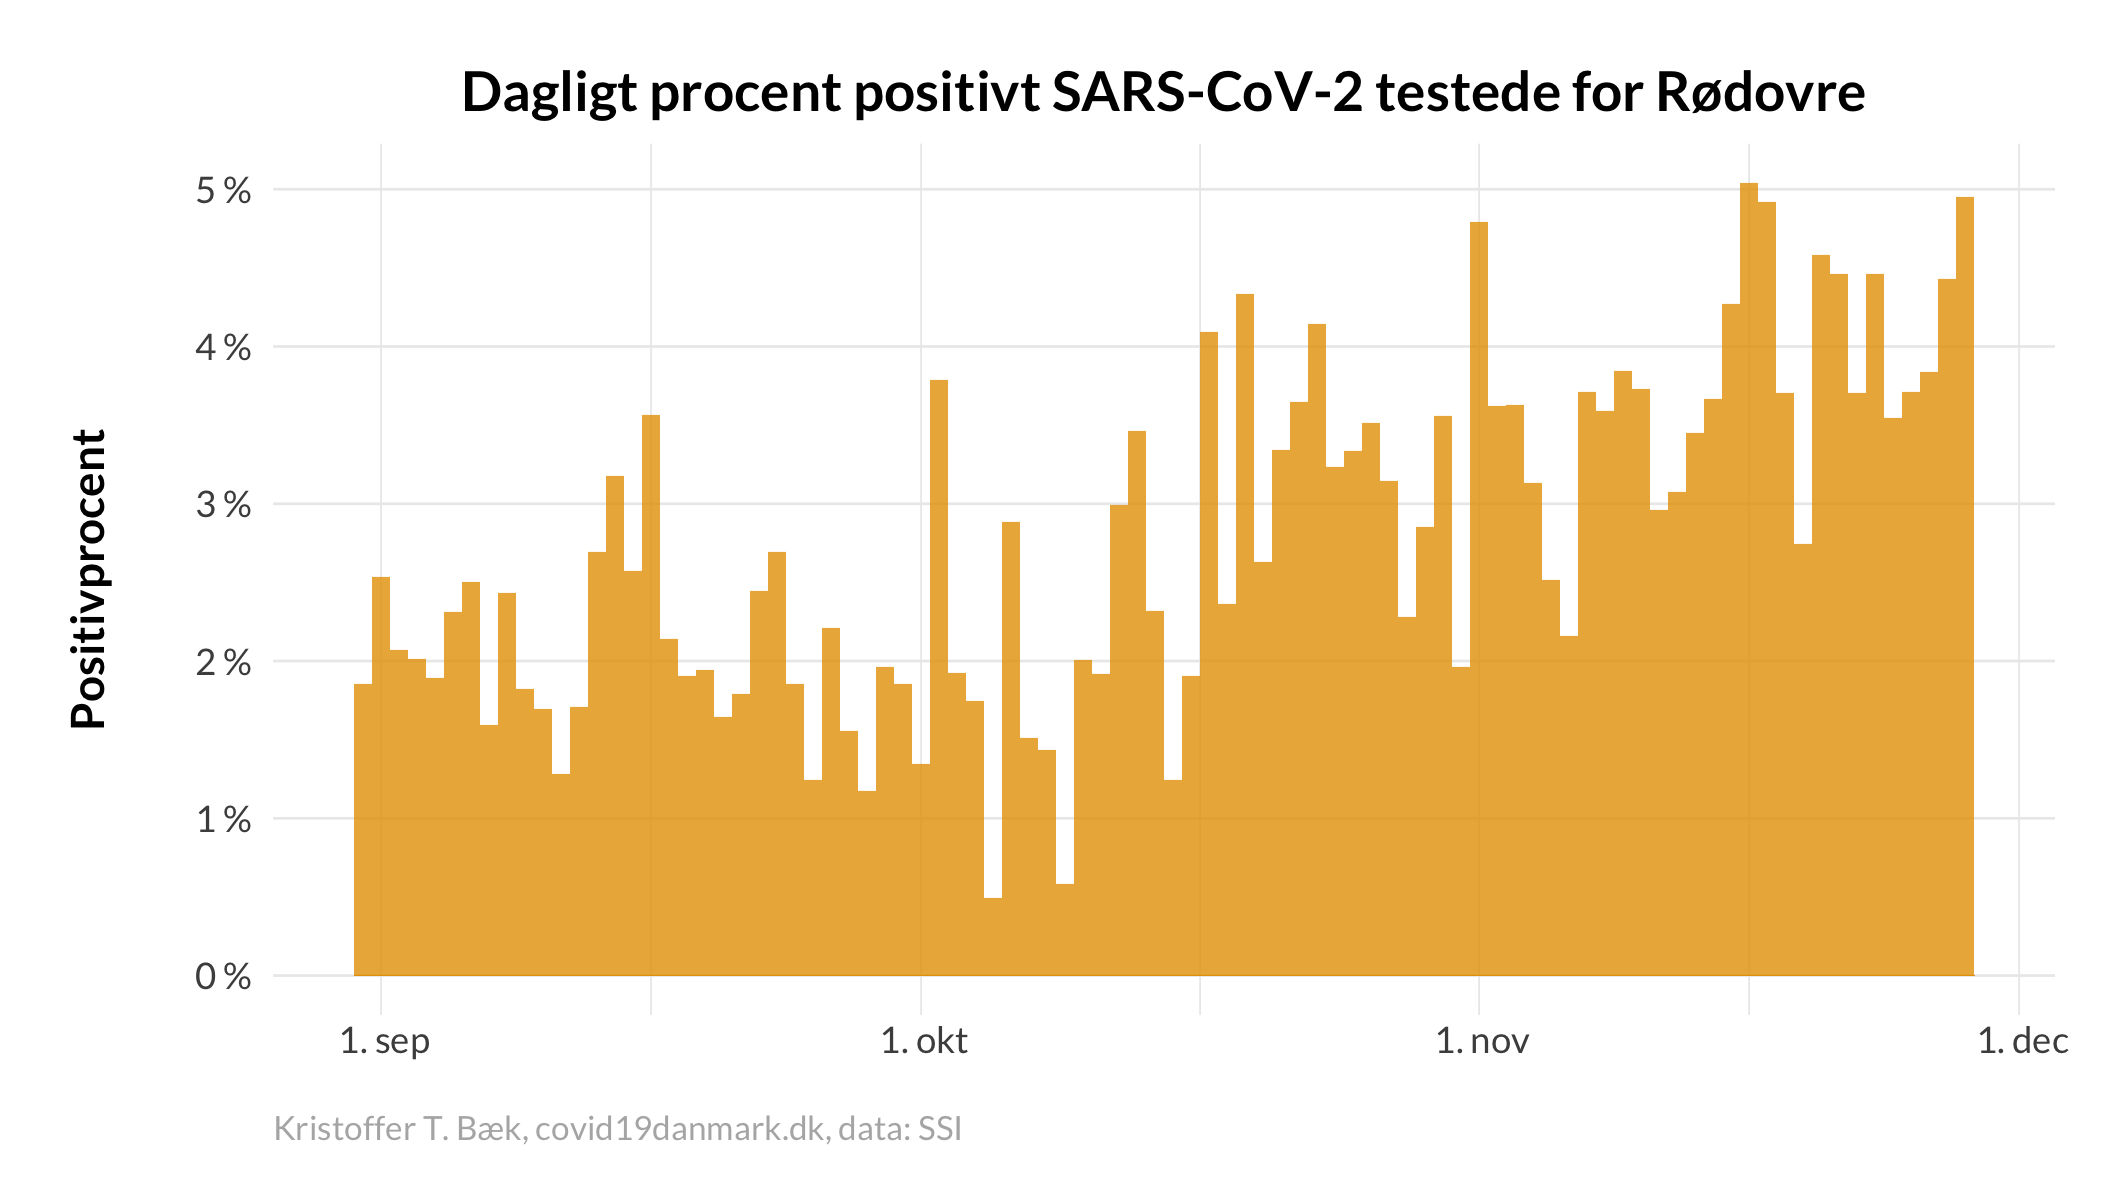 Dagligt procent positivt SARS-CoV-2 testede for Rødovre
Positivprocent
5 %
4 %
3 %
2 %
1 %
0 %
1. sep
1. okt
1. nov
1. dec
Kristoffer T. Bæk, covid19danmark.dk, data: SSI